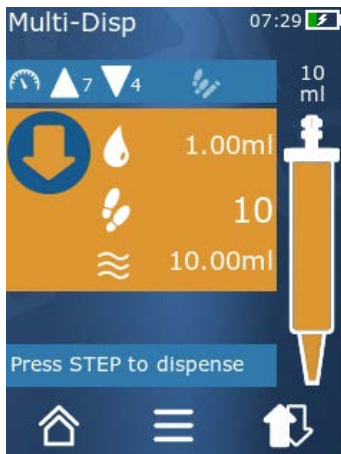 Multi-Disp 07:29
7 4
10
ml
1.00ml
10
10.00ml
Press STEP to dispense